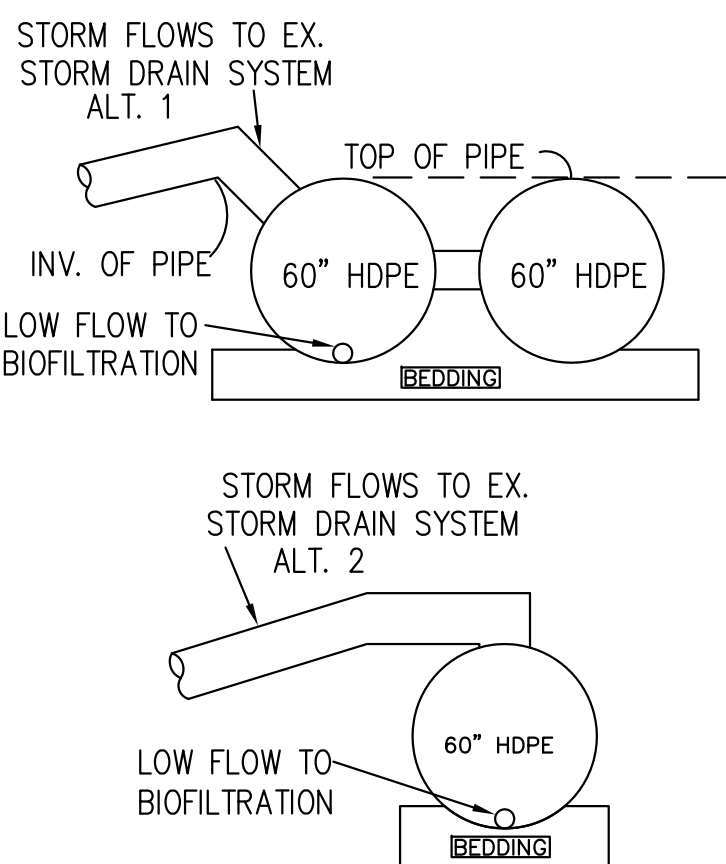 STORM FLOWS TO EX.
STORM DRAIN SYSTEM
ALT. 1
TOP OF PIPE
INV. OF PIPE
60” HDPE
60” HDPE
LOW FLOW TO
BIOFILTRATION
BEDDING
STORM FLOWS TO EX.
STORM DRAIN SYSTEM
ALT. 2
60” HDPE
LOW FLOW TO
BIOFILTRATION
BEDDING